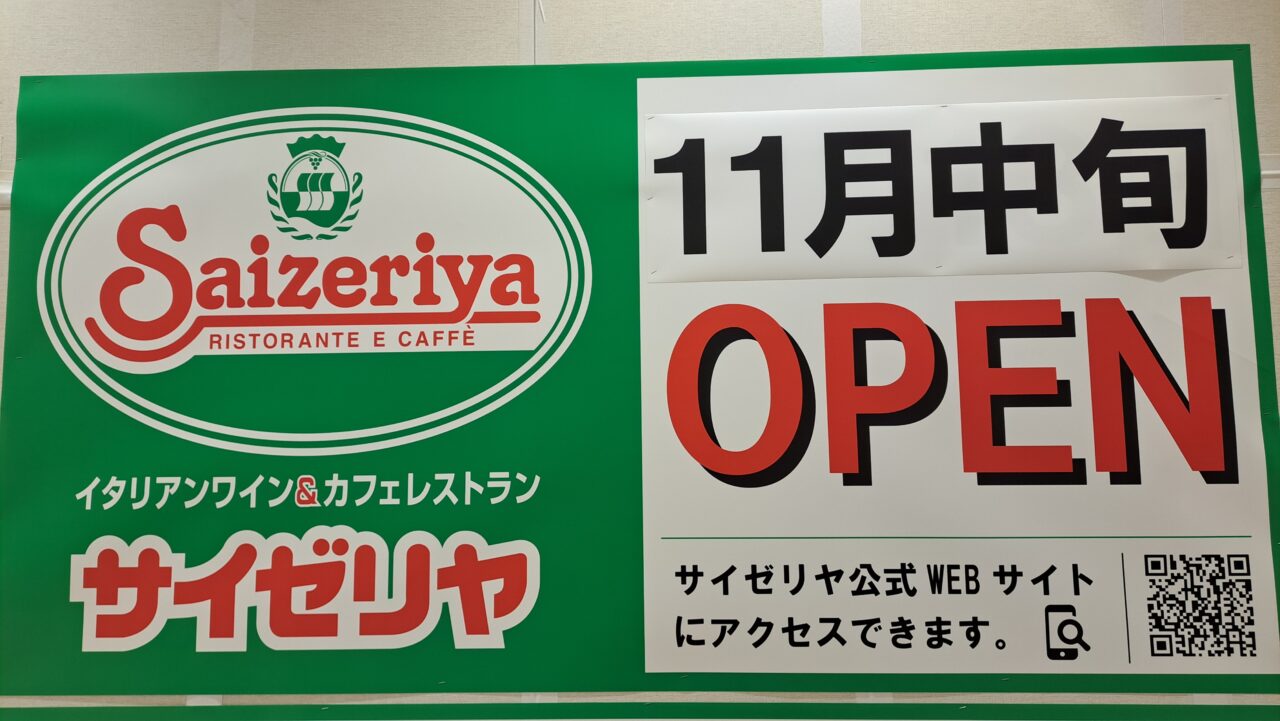 Saizeriya
RISTORANTE E CAFFÈ
イタリアンワイン&カフェレストラン
サイゼリヤ
11月中旬
OPEN
サイゼリヤ公式WEBサイト
にアクセスできます。